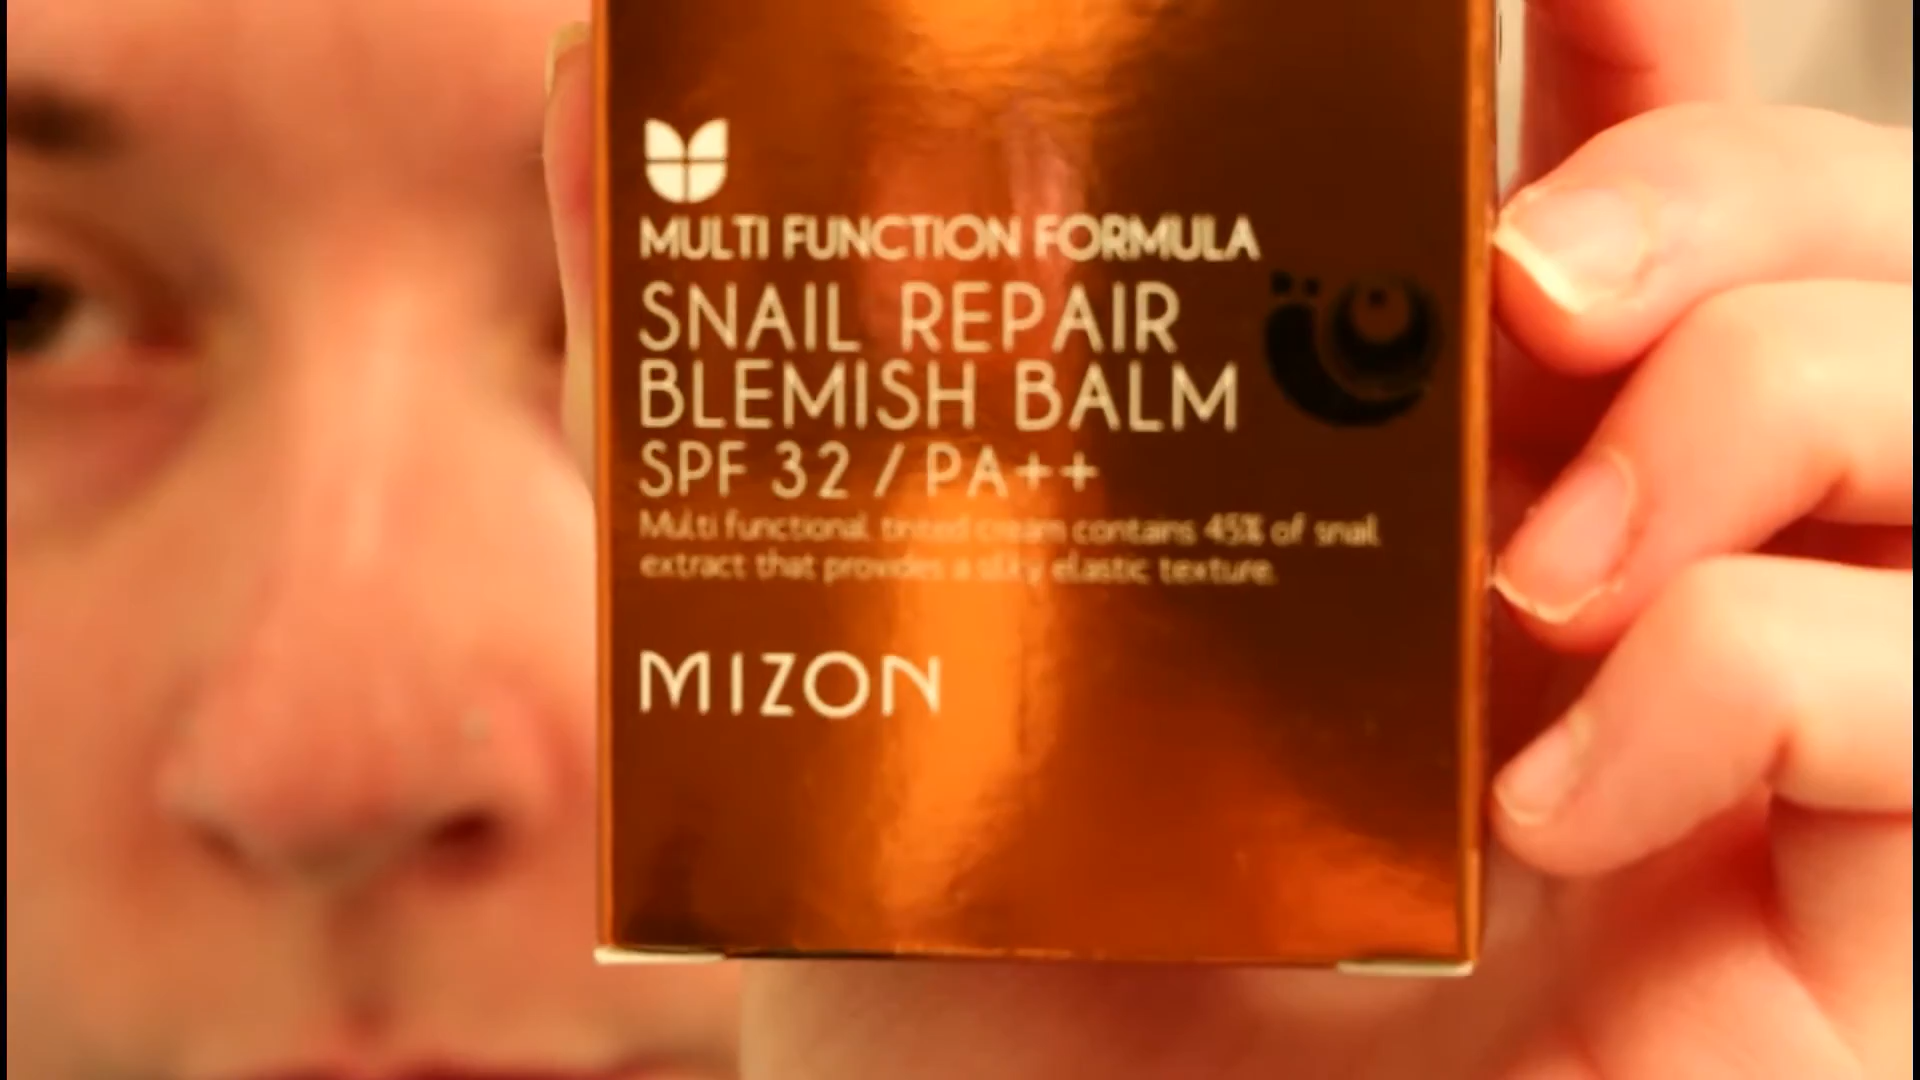 MULTI FUNCTION FORMULA
SNAIL REPAIR
BLEMISH BALM
SPF 32 / PA++
Multi functional tinted cream contains 45% of snail
extract that provides a silky elastic texture.
MIZON